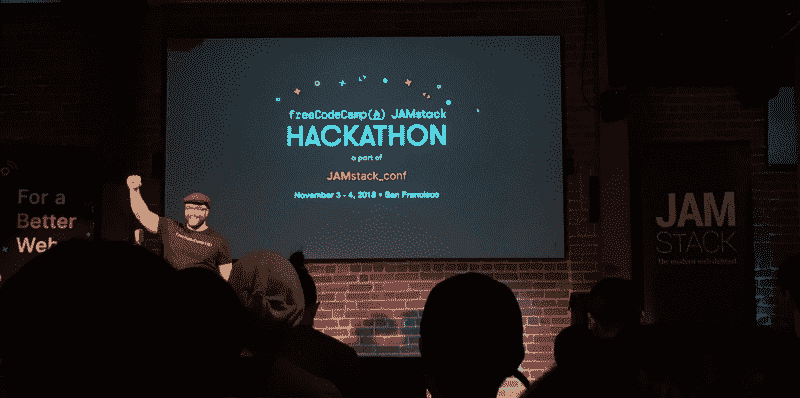 freeCodeCamp(🔥) JAMstack
HACKATHON
a part of
JAMstack_conf
November 3 - 4, 2018 • San Francisco
For a
Better
Web
JAM
STACK